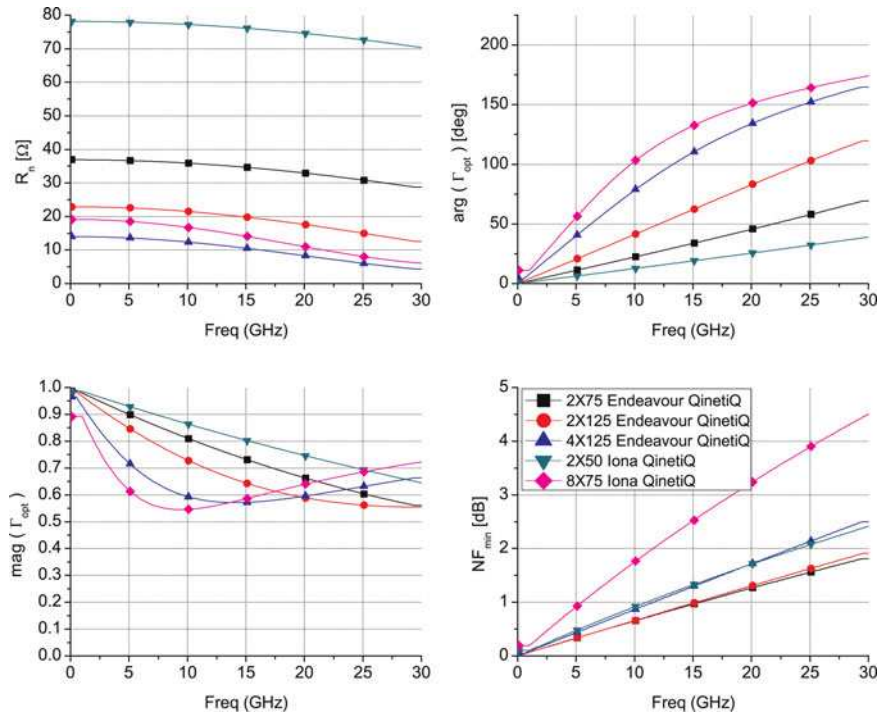 80
70
60
50
40
30
20
10
0
Rn [Ω]
0 5 10 15 20 25 30
Freq (GHz)
200
150
100
50
0
arg (Γopt) [deg]
0 5 10 15 20 25 30
Freq (GHz)
1.0
0.9
0.8
0.7
0.6
0.5
0.4
0.3
0.2
0.1
0.0
mag (Γopt)
0 5 10 15 20 25 30
Freq (GHz)
5
4
3
2
1
0
NFmin [dB]
2X75 Endeavour QinetiQ
2X125 Endeavour QinetiQ
4X125 Endeavour QinetiQ
2X50 Iona QinetiQ
8X75 Iona QinetiQ
0 5 10 15 20 25 30
Freq (GHz)